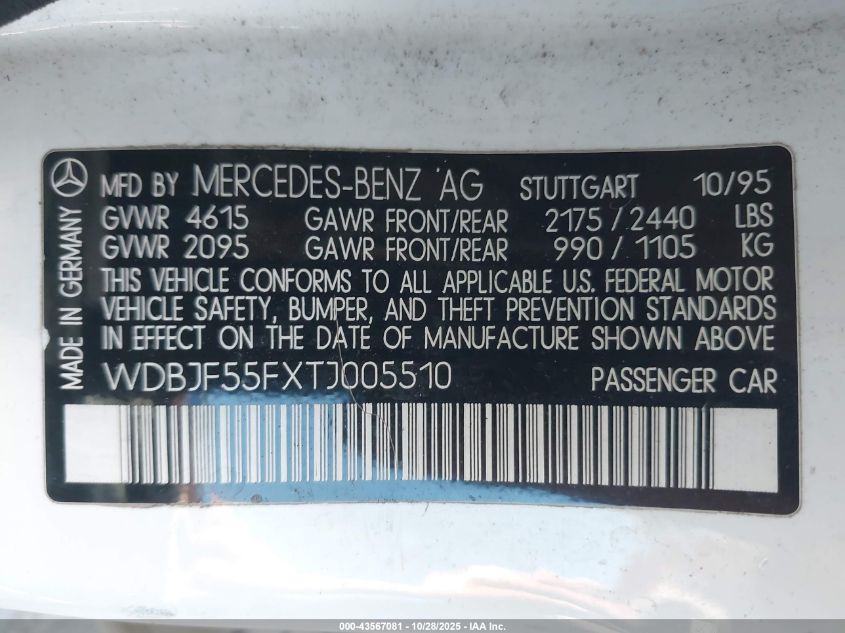 MFD BY MERCEDES-BENZ AG STUTTGART 10/95
GVWR 4615 GAWR FRONT/REAR 2175/2440 LBS
GVWR 2095 GAWR FRONT/REAR 990/1105 KG
THIS VEHICLE CONFORMS TO ALL APPLICABLE U.S. FEDERAL MOTOR
VEHICLE SAFETY, BUMPER, AND THEFT PREVENTION STANDARDS
IN EFFECT ON THE DATE OF MANUFACTURE SHOWN ABOVE
WDBJF55FXTJ005510 PASSENGER CAR
MADE IN GERMANY
000-43567081 - 10/28/2025 - IAA Inc.